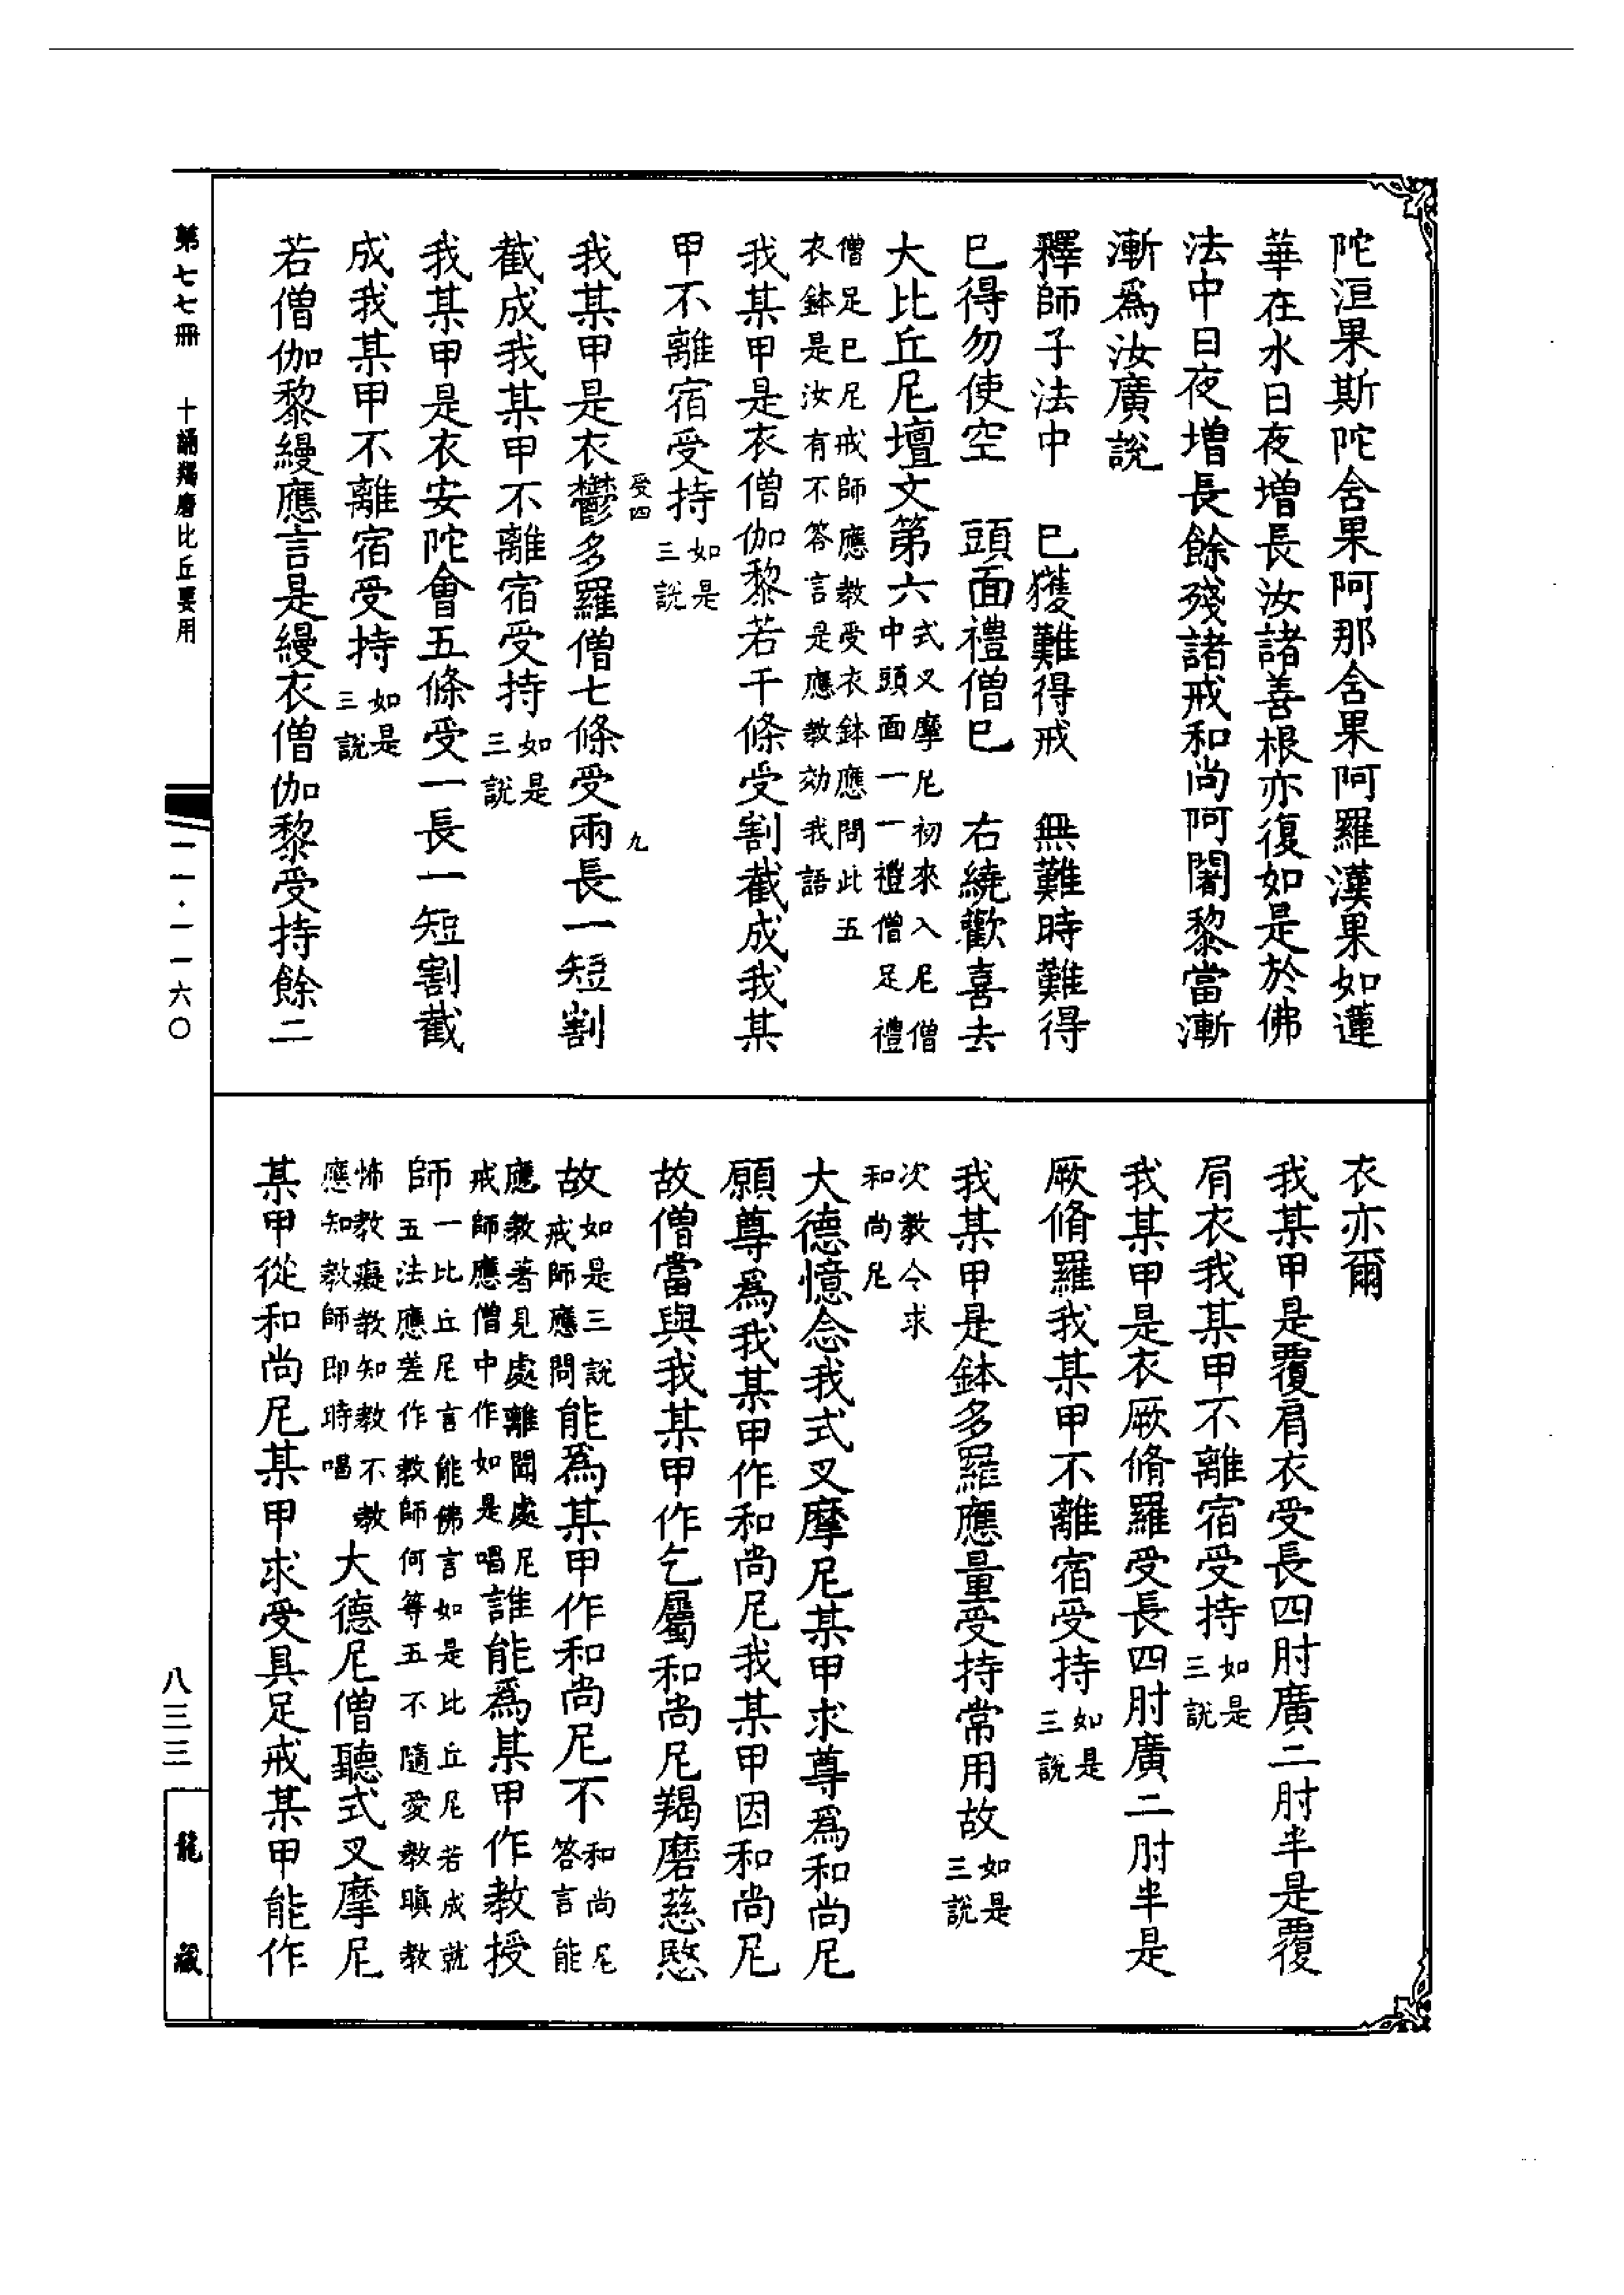 陀洹果斯陀舍果阿那舍果阿羅漢果如蓮
華在水日夜增長汝諸善根亦復如是於佛
法中日夜增長餘殘諸戒和尚阿闍黎當漸
漸爲汝廣說
釋師子法中　巳獲難得戒　無難時難得
巳得勿使空　頭面禮僧巳　右繞歡喜去
大比丘尼壇文第六式叉摩尼初來入尼僧中頭面一一禮僧足禮
僧足巳尼戒師應教受衣鉢應問此五
衣鉢是汝有不答言是應教効我語
我某甲是衣僧伽黎若干條受割截成我某
甲不離宿受持如是三說
受四
九
我某甲是衣鬱多羅僧七條受兩長一短割
截成我某甲不離宿受持如是三說
我某甲是衣安陀會五條受一長一短割截
成我某甲不離宿受持如是三說
若僧伽黎縵應言是縵衣僧伽黎受持餘二
衣亦爾
我某甲是覆肩衣受長四肘廣二肘半是覆
肩衣我某甲不離宿受持如是三說
我某甲是衣厥脩羅受長四肘廣二肘半是
厥脩羅我某甲不離宿受持如是三說
我某甲是鉢多羅應量受持常用故如是三說
次教令求
和尚尼
大德憶念我式叉摩尼某甲求尊爲和尚尼
願尊爲我某甲作和尚尼我某甲因和尚尼
故僧當與我某甲作乞屬和尚尼羯磨慈愍
故如是三說戒師應問能爲某甲作和尚尼不和尚尼答言能
應教著見處離聞處尼戒師應僧中作如是唱誰能爲某甲作教授
師一比丘尼言能佛言如是比丘尼若成就五法應差作教師何等五不隨愛教瞋教
怖教癡教知教不教應知教師即時唱大德尼僧聽式叉摩尼
某甲從和尚尼某甲求受具足戒某甲能作
第七七冊　十誦羯磨比丘要用
一一一·一一六〇
八三三
龍藏